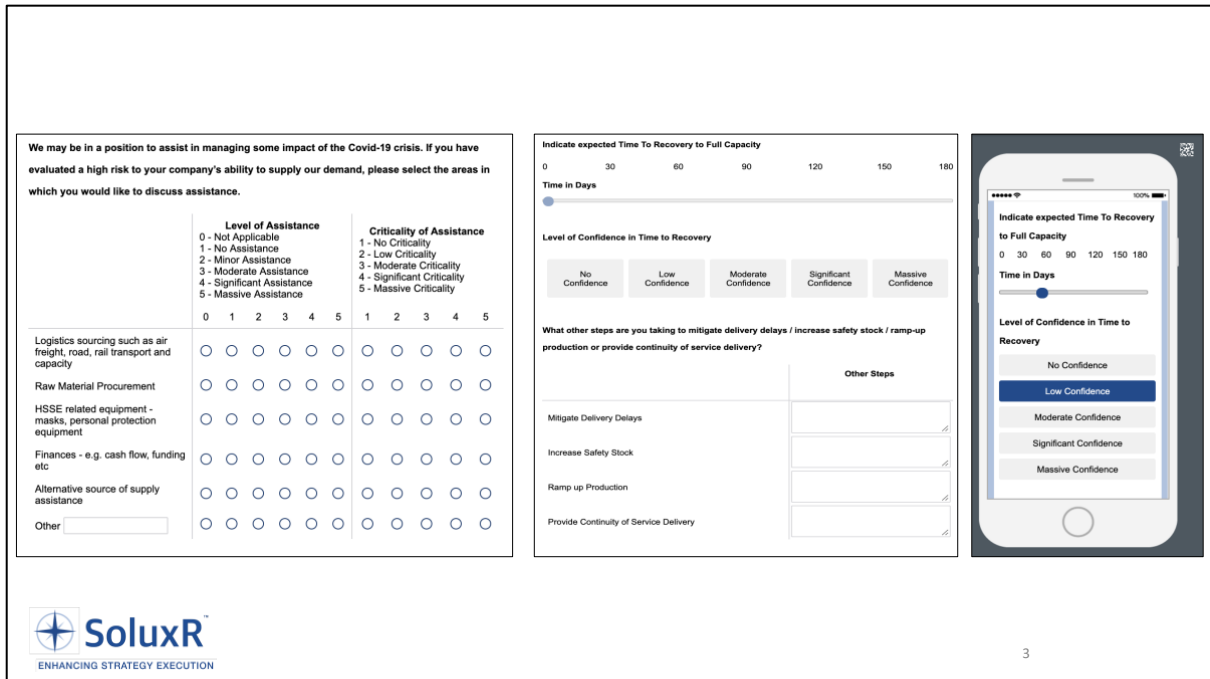 We may be in a position to assist in managing some impact of the Covid-19 crisis. If you have
evaluated a high risk to your company's ability to supply our demand, please select the areas in
which you would like to discuss assistance.
Level of Assistance
0 - Not Applicable
1 - No Assistance
2 - Minor Assistance
3 - Moderate Assistance
4 - Significant Assistance
5 - Massive Assistance
Criticality of Assistance
1 - No Criticality
2 - Low Criticality
3 - Moderate Criticality
4 - Significant Criticality
5 - Massive Criticality
0 1 2 3 4 5 1 2 3 4 5
Logistics sourcing such as air
freight, road, rail transport and
capacity
Raw Material Procurement
HSSE related equipment -
masks, personal protection
equipment
Finances - e.g. cash flow, funding
etc
Alternative source of supply
assistance
Other
Indicate expected Time To Recovery to Full Capacity
0 30 60 90 120 150 180
Time in Days
Level of Confidence in Time to Recovery
No
Confidence
Low
Confidence
Moderate
Confidence
Significant
Confidence
Massive
Confidence
What other steps are you taking to mitigate delivery delays / increase safety stock / ramp-up
production or provide continuity of service delivery?
Other Steps
Mitigate Delivery Delays
Increase Safety Stock
Ramp up Production
Provide Continuity of Service Delivery
100%
Indicate expected Time To Recovery
to Full Capacity
0 30 60 90 120 150 180
Time in Days
Level of Confidence in Time to
Recovery
No Confidence
Low Confidence
Moderate Confidence
Significant Confidence
Massive Confidence
SoluxR™
ENHANCING STRATEGY EXECUTION
3